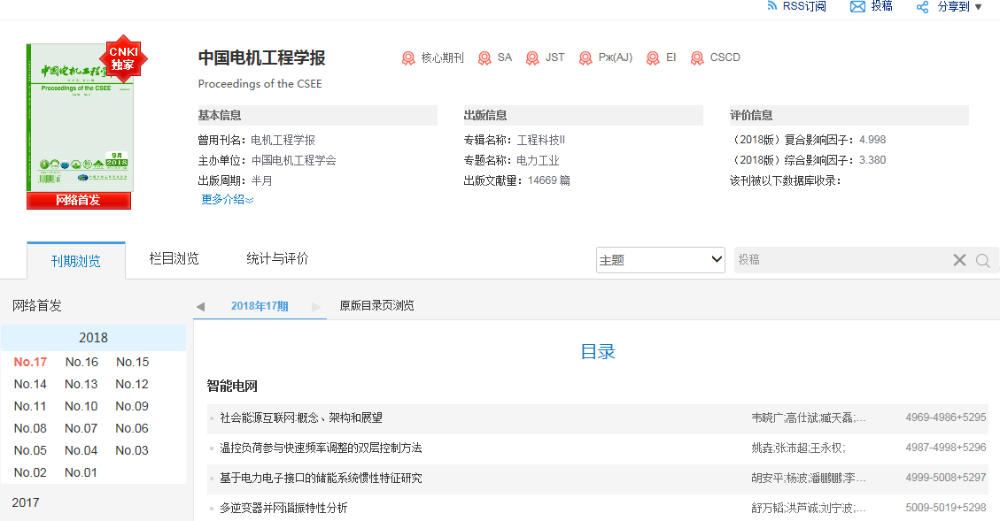 RSS订阅 投稿 分享到 ▼
CNKI
独家
中国电机工程学报
Proceedings of the CSEE
9月
2018
网络首发
中国电机工程学报 核心期刊 SA JST Pж(AJ) EI CSCD
Proceedings of the CSEE
基本信息 出版信息 评价信息
曾用刊名：电机工程学报 专辑名称：工程科技II （2018版）复合影响因子：4.998
主办单位：中国电机工程学会 专题名称：电力工业 （2018版）综合影响因子：3.380
出版周期：半月 出版文献量：14669 篇 该刊被以下数据库收录：
更多介绍
刊期浏览 栏目浏览 统计与评价 主题 投稿
网络首发 2018年17期 原版目录页浏览
2018
No.17 No.16 No.15
No.14 No.13 No.12
No.11 No.10 No.09
No.08 No.07 No.06
No.05 No.04 No.03
No.02 No.01
2017
目录
智能电网
社会能源互联网:概念、架构和展望 韦晓广;高仕斌;臧天磊;... 4969-4986+5295
温控负荷参与快速频率调整的双层控制方法 姚垚;张沛超;王永权; 4987-4998+5296
基于电力电子接口的储能系统惯性特征研究 胡安平;杨波;潘鹏鹏;李... 4999-5008+5297
多逆变器并网谐振特性分析 舒万韬;洪芦诚;刘宁波;... 5009-5019+5298